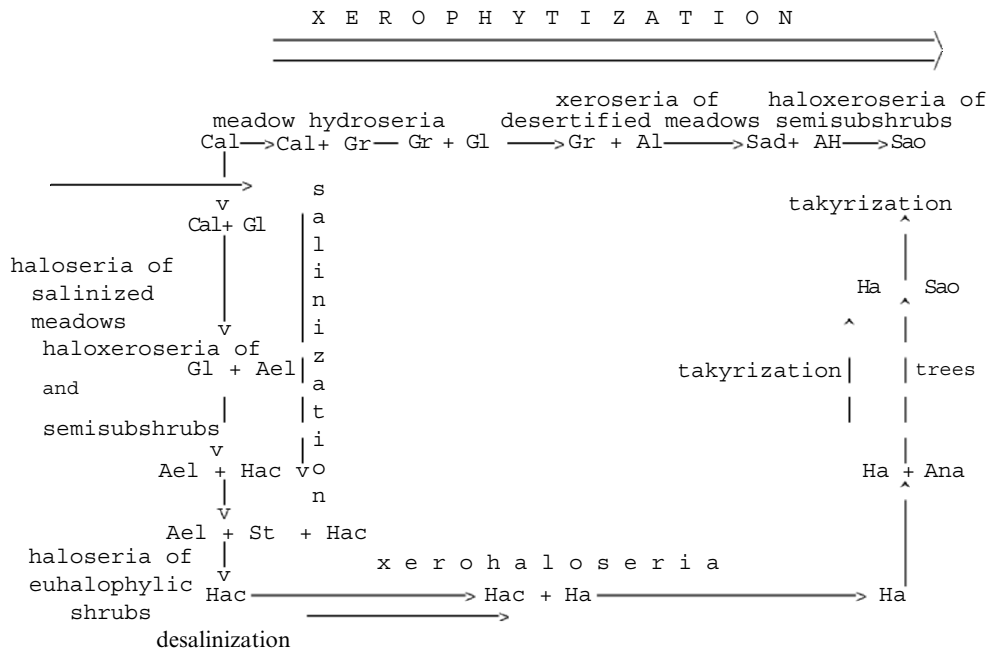 X E R O P H Y T I Z A T I O N
xeroseria of haloxeroseria of
meadow hydroseria desertified meadows semisubshrubs
Cal Cal+ Gr Gr + Gl Gr + Al Sad+ AH Sao
salinization
v
takyrization
Cal+ Gl
haloseria of
salinized
meadows
Ha Sao
v
haloxeroseria of
Gl + Ael
takyrization
trees
and
semisubshrubs
v
Ael + Hac v
Ha + Ana
v
Ael + St + Hac
haloseria of
euhalophylic
shrubs
x e r o h a l o s e r i a
v
Hac Hac + Ha Ha
desalinization